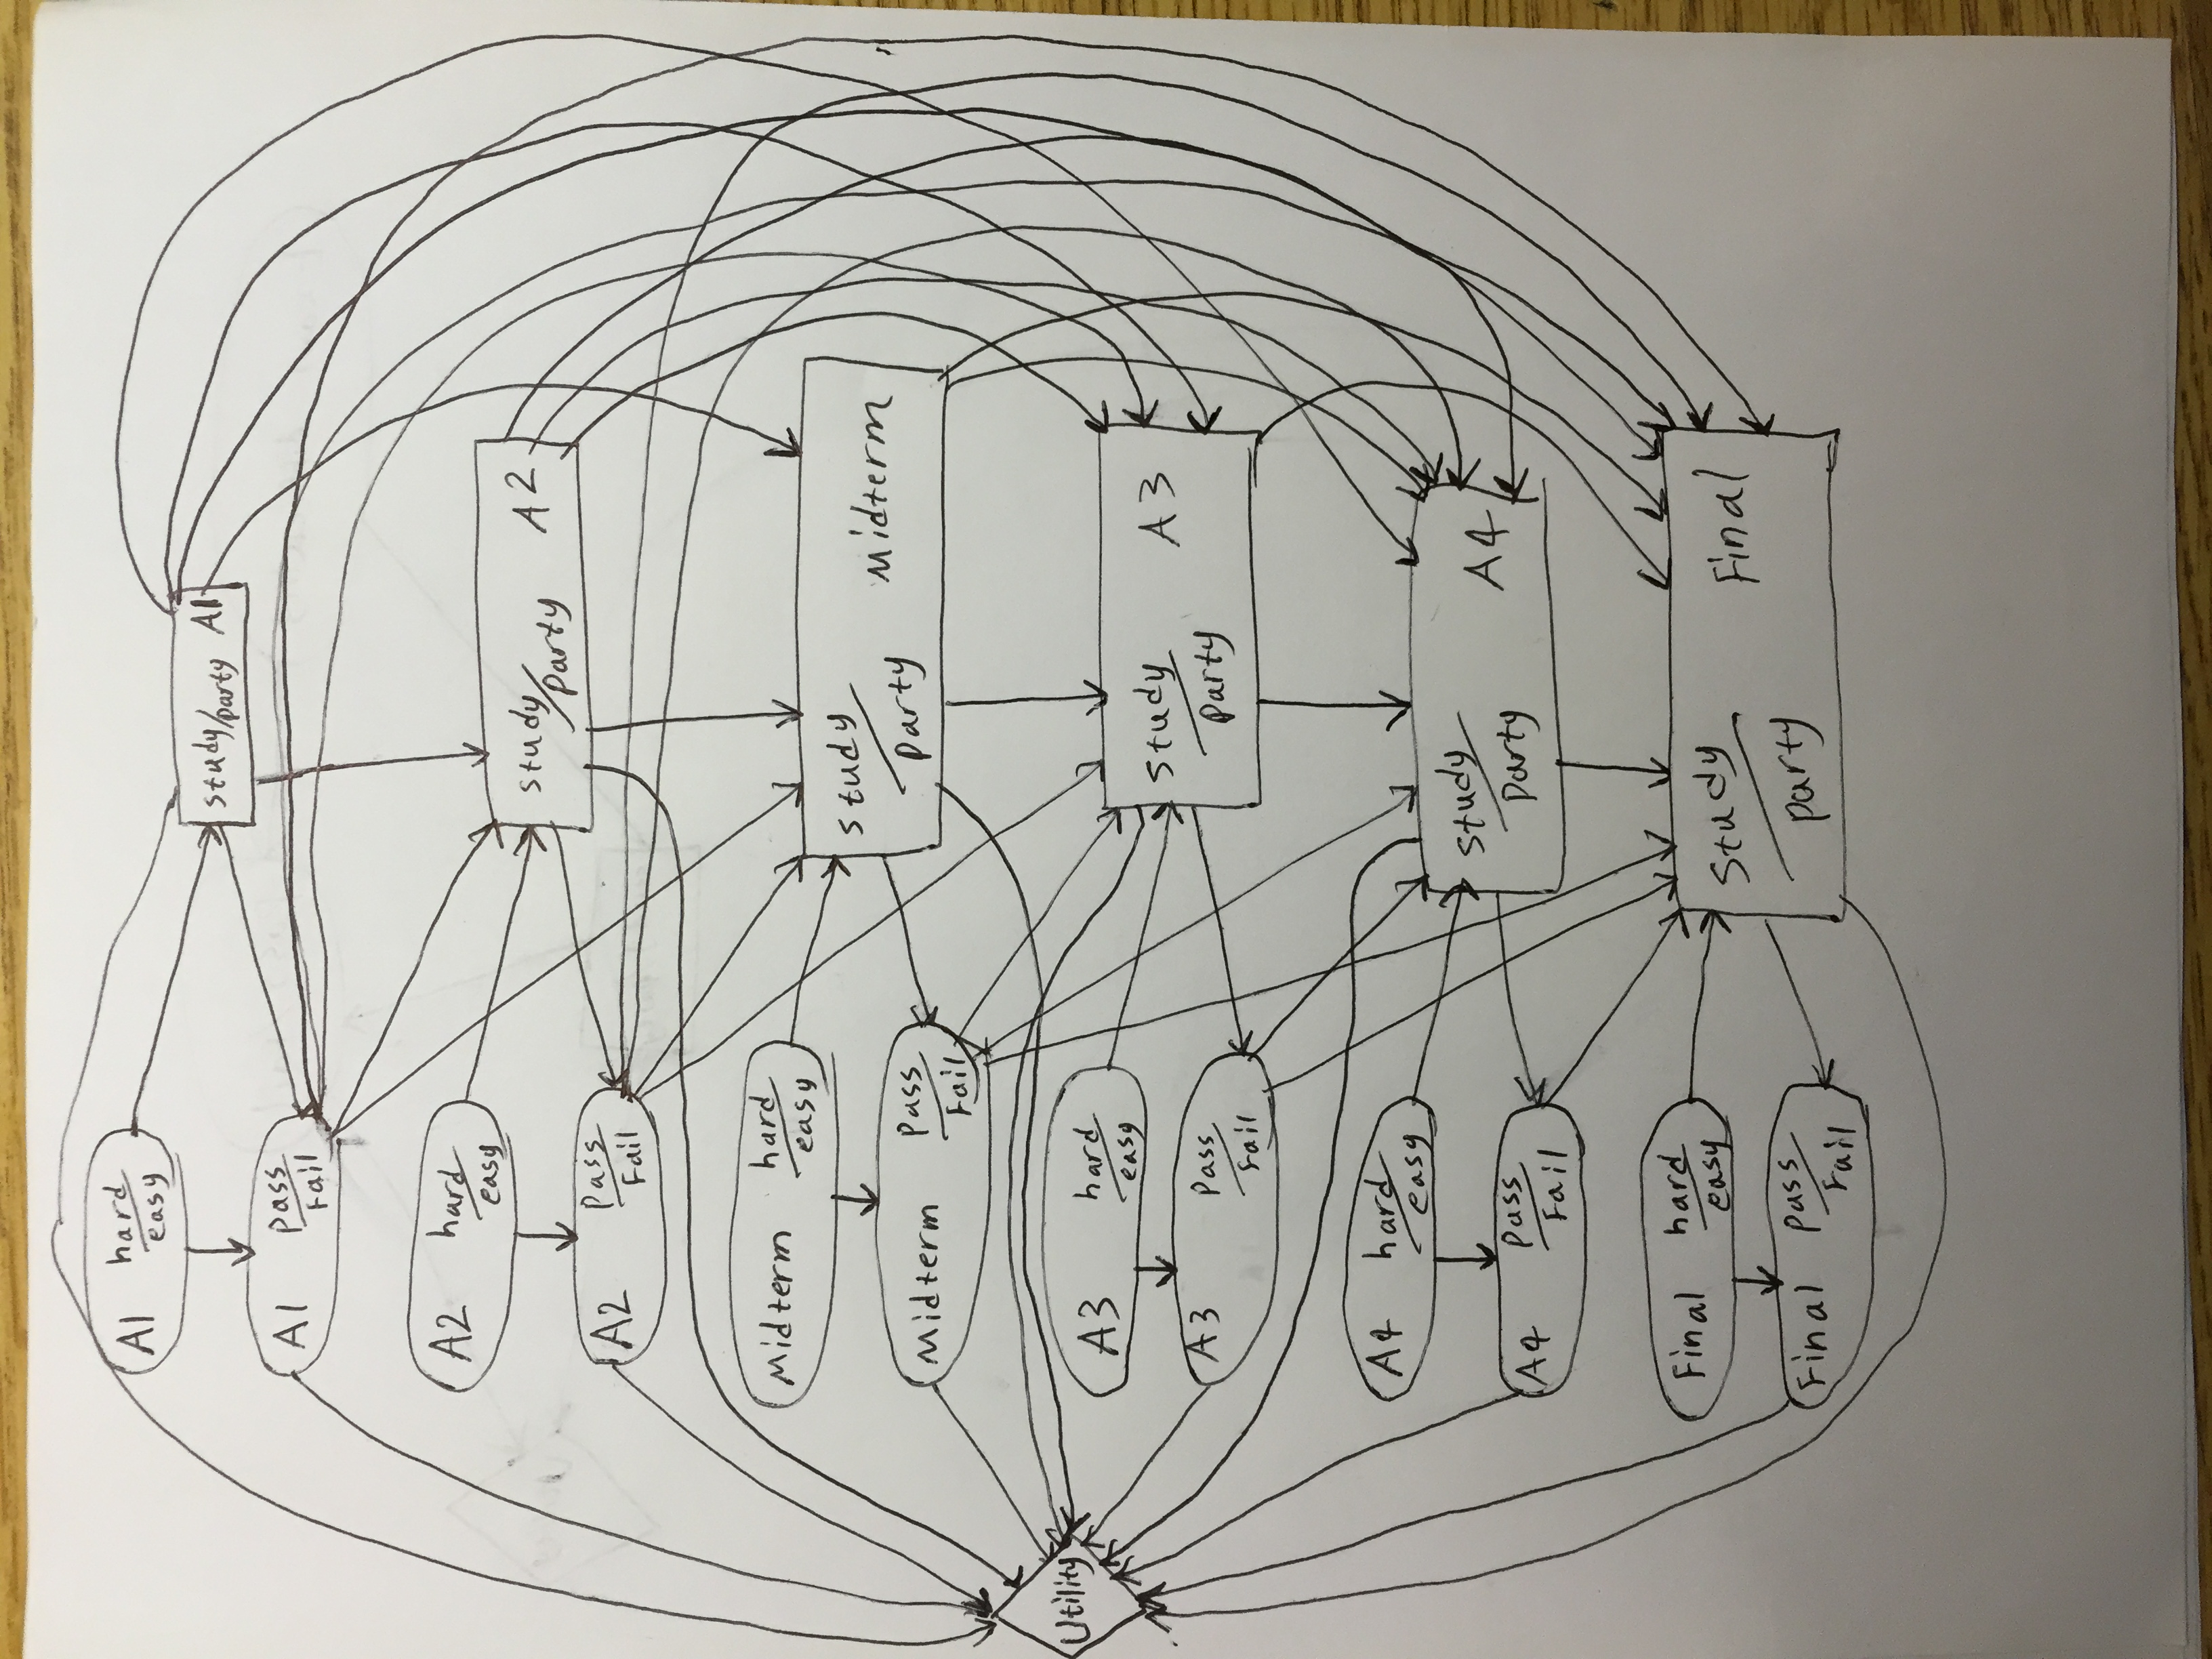 A1 hard/easy
study/party A1
A1 Pass/Fail
A2 hard/easy
study/party A2
A2 Pass/Fail
Midterm hard/easy
study/party Midterm
Midterm Pass/Fail
Utility
A3 hard/easy
study/party A3
A3 Pass/Fail
A4 hard/easy
study/party A4
A4 Pass/Fail
Final hard/easy
study/party Final
Final Pass/Fail